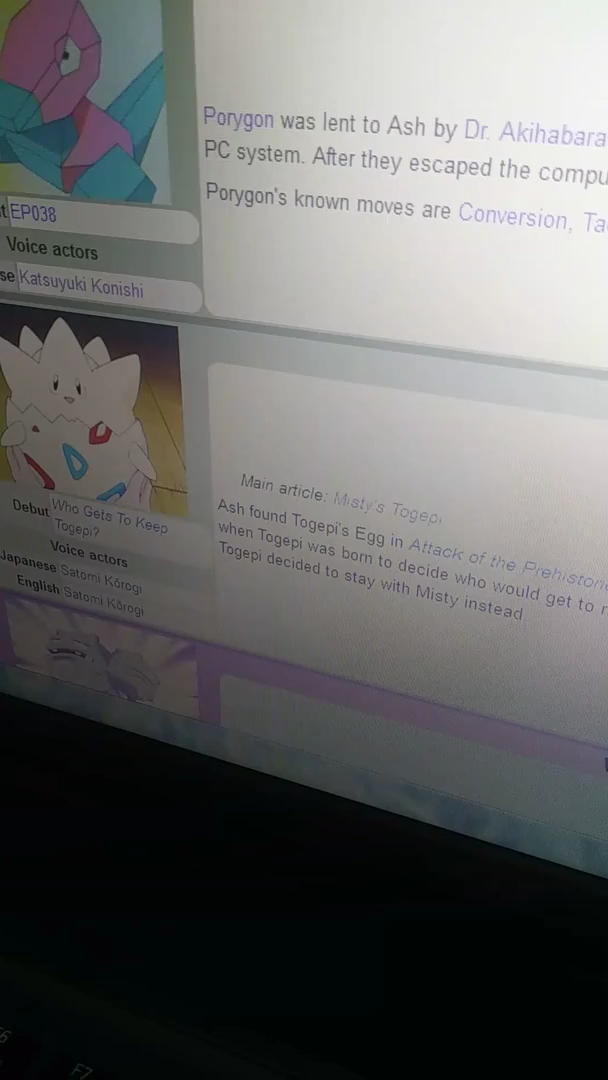 Porygon was lent to Ash by Dr. Akihabara
PC system. After they escaped the compu
Porygon's known moves are Conversion, Ta
t EP038
Voice actors
se Katsuyuki Konishi
Main article: Misty's Togepi
Ash found Togepi's Egg in Attack of the Prehistoric
when Togepi was born to decide who would get to r
Togepi decided to stay with Misty instead.
Debut Who Gets To Keep
Togepi?
Voice actors
Japanese Satomi Kōrogi
English Satomi Kōrogi
F7